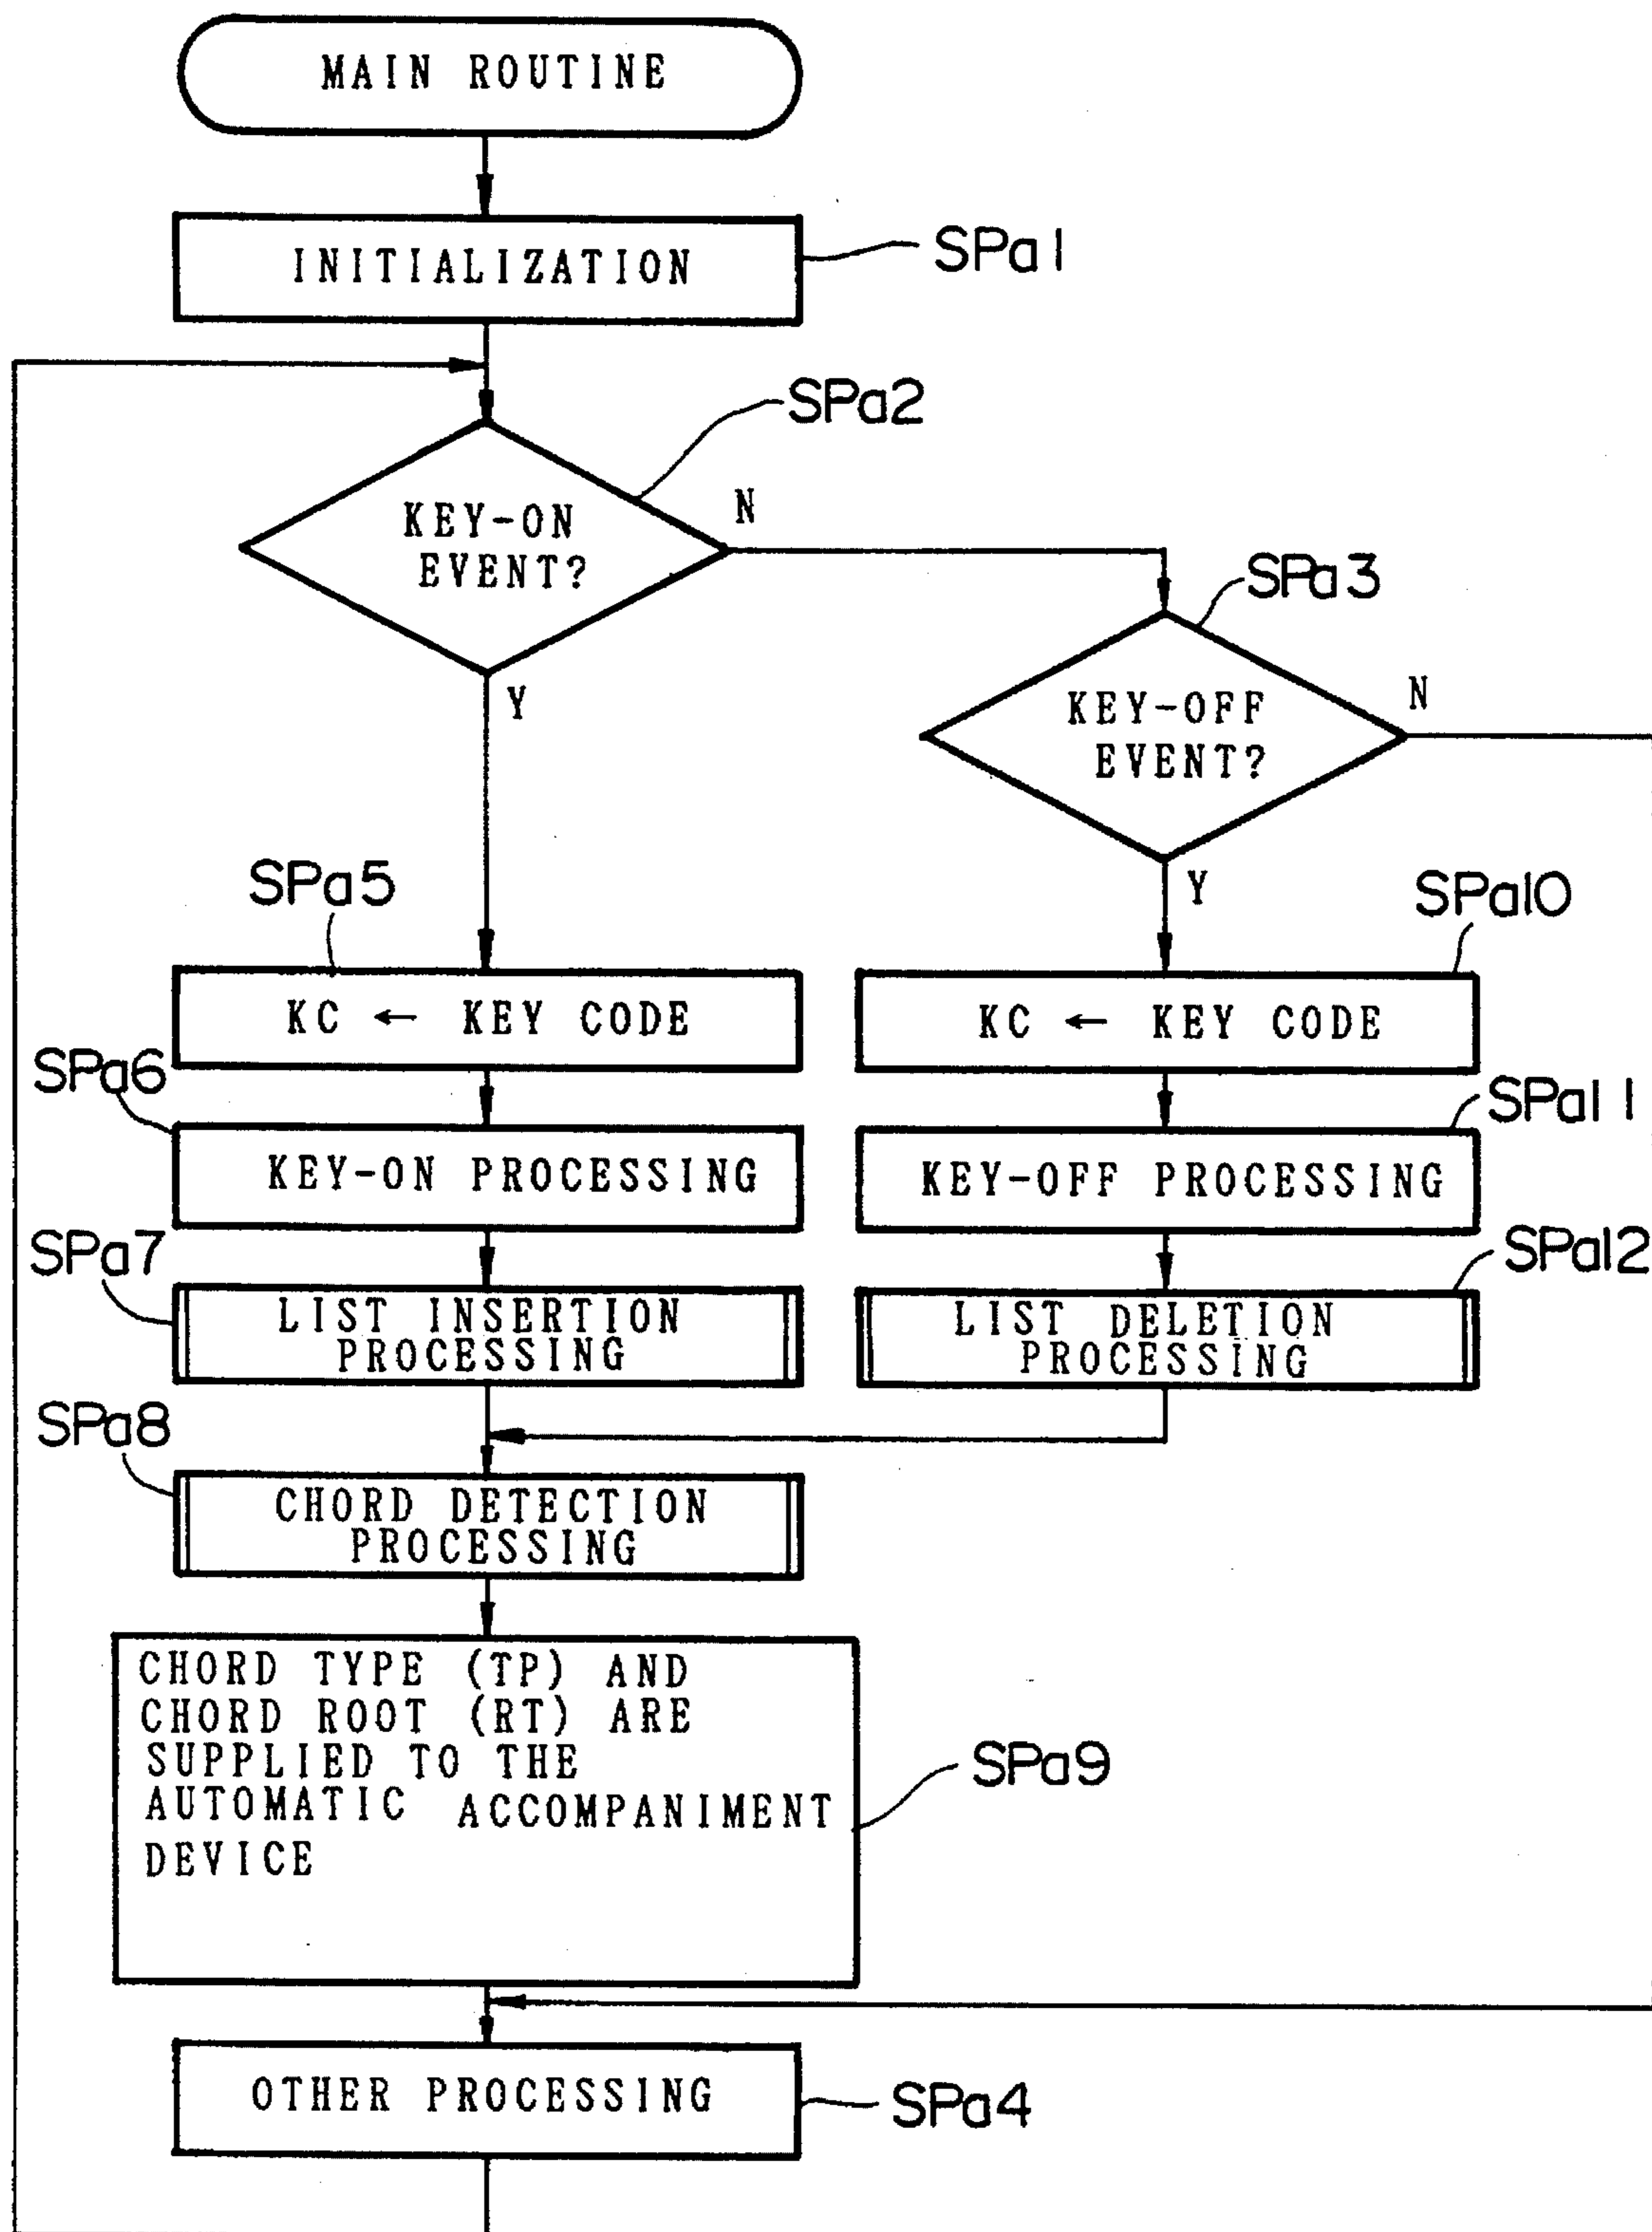 MAIN ROUTINE
INITIALIZATION
SPa1
SPa2
KEY-ON
EVENT?
N
Y
SPa3
KEY-OFF
EVENT?
N
Y
SPa5
KC ← KEY CODE
SPa10
KC ← KEY CODE
SPa6
KEY-ON PROCESSING
SPa11
KEY-OFF PROCESSING
SPa7
LIST INSERTION
PROCESSING
SPa12
LIST DELETION
PROCESSING
SPa8
CHORD DETECTION
PROCESSING
CHORD TYPE (TP) AND
CHORD ROOT (RT) ARE
SUPPLIED TO THE
AUTOMATIC ACCOMPANIMENT
DEVICE
SPa9
OTHER PROCESSING
SPa4